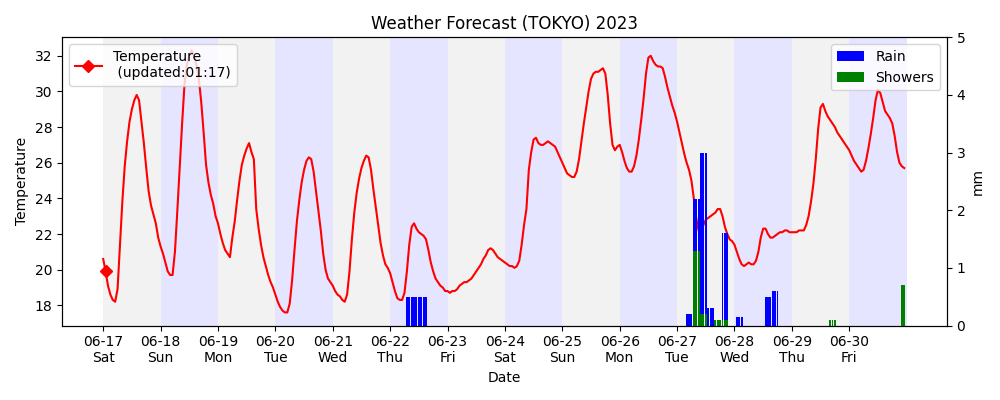 Weather Forecast (TOKYO) 2023
Temperature
(updated:01:17)
Rain
Showers
32
30
28
26
24
22
20
18
Temperature
5
4
3
2
1
0
mm
06-17 06-18 06-19 06-20 06-21 06-22 06-23 06-24 06-25 06-26 06-27 06-28 06-29 06-30
Sat Sun Mon Tue Wed Thu Fri Sat Sun Mon Tue Wed Thu Fri
Date